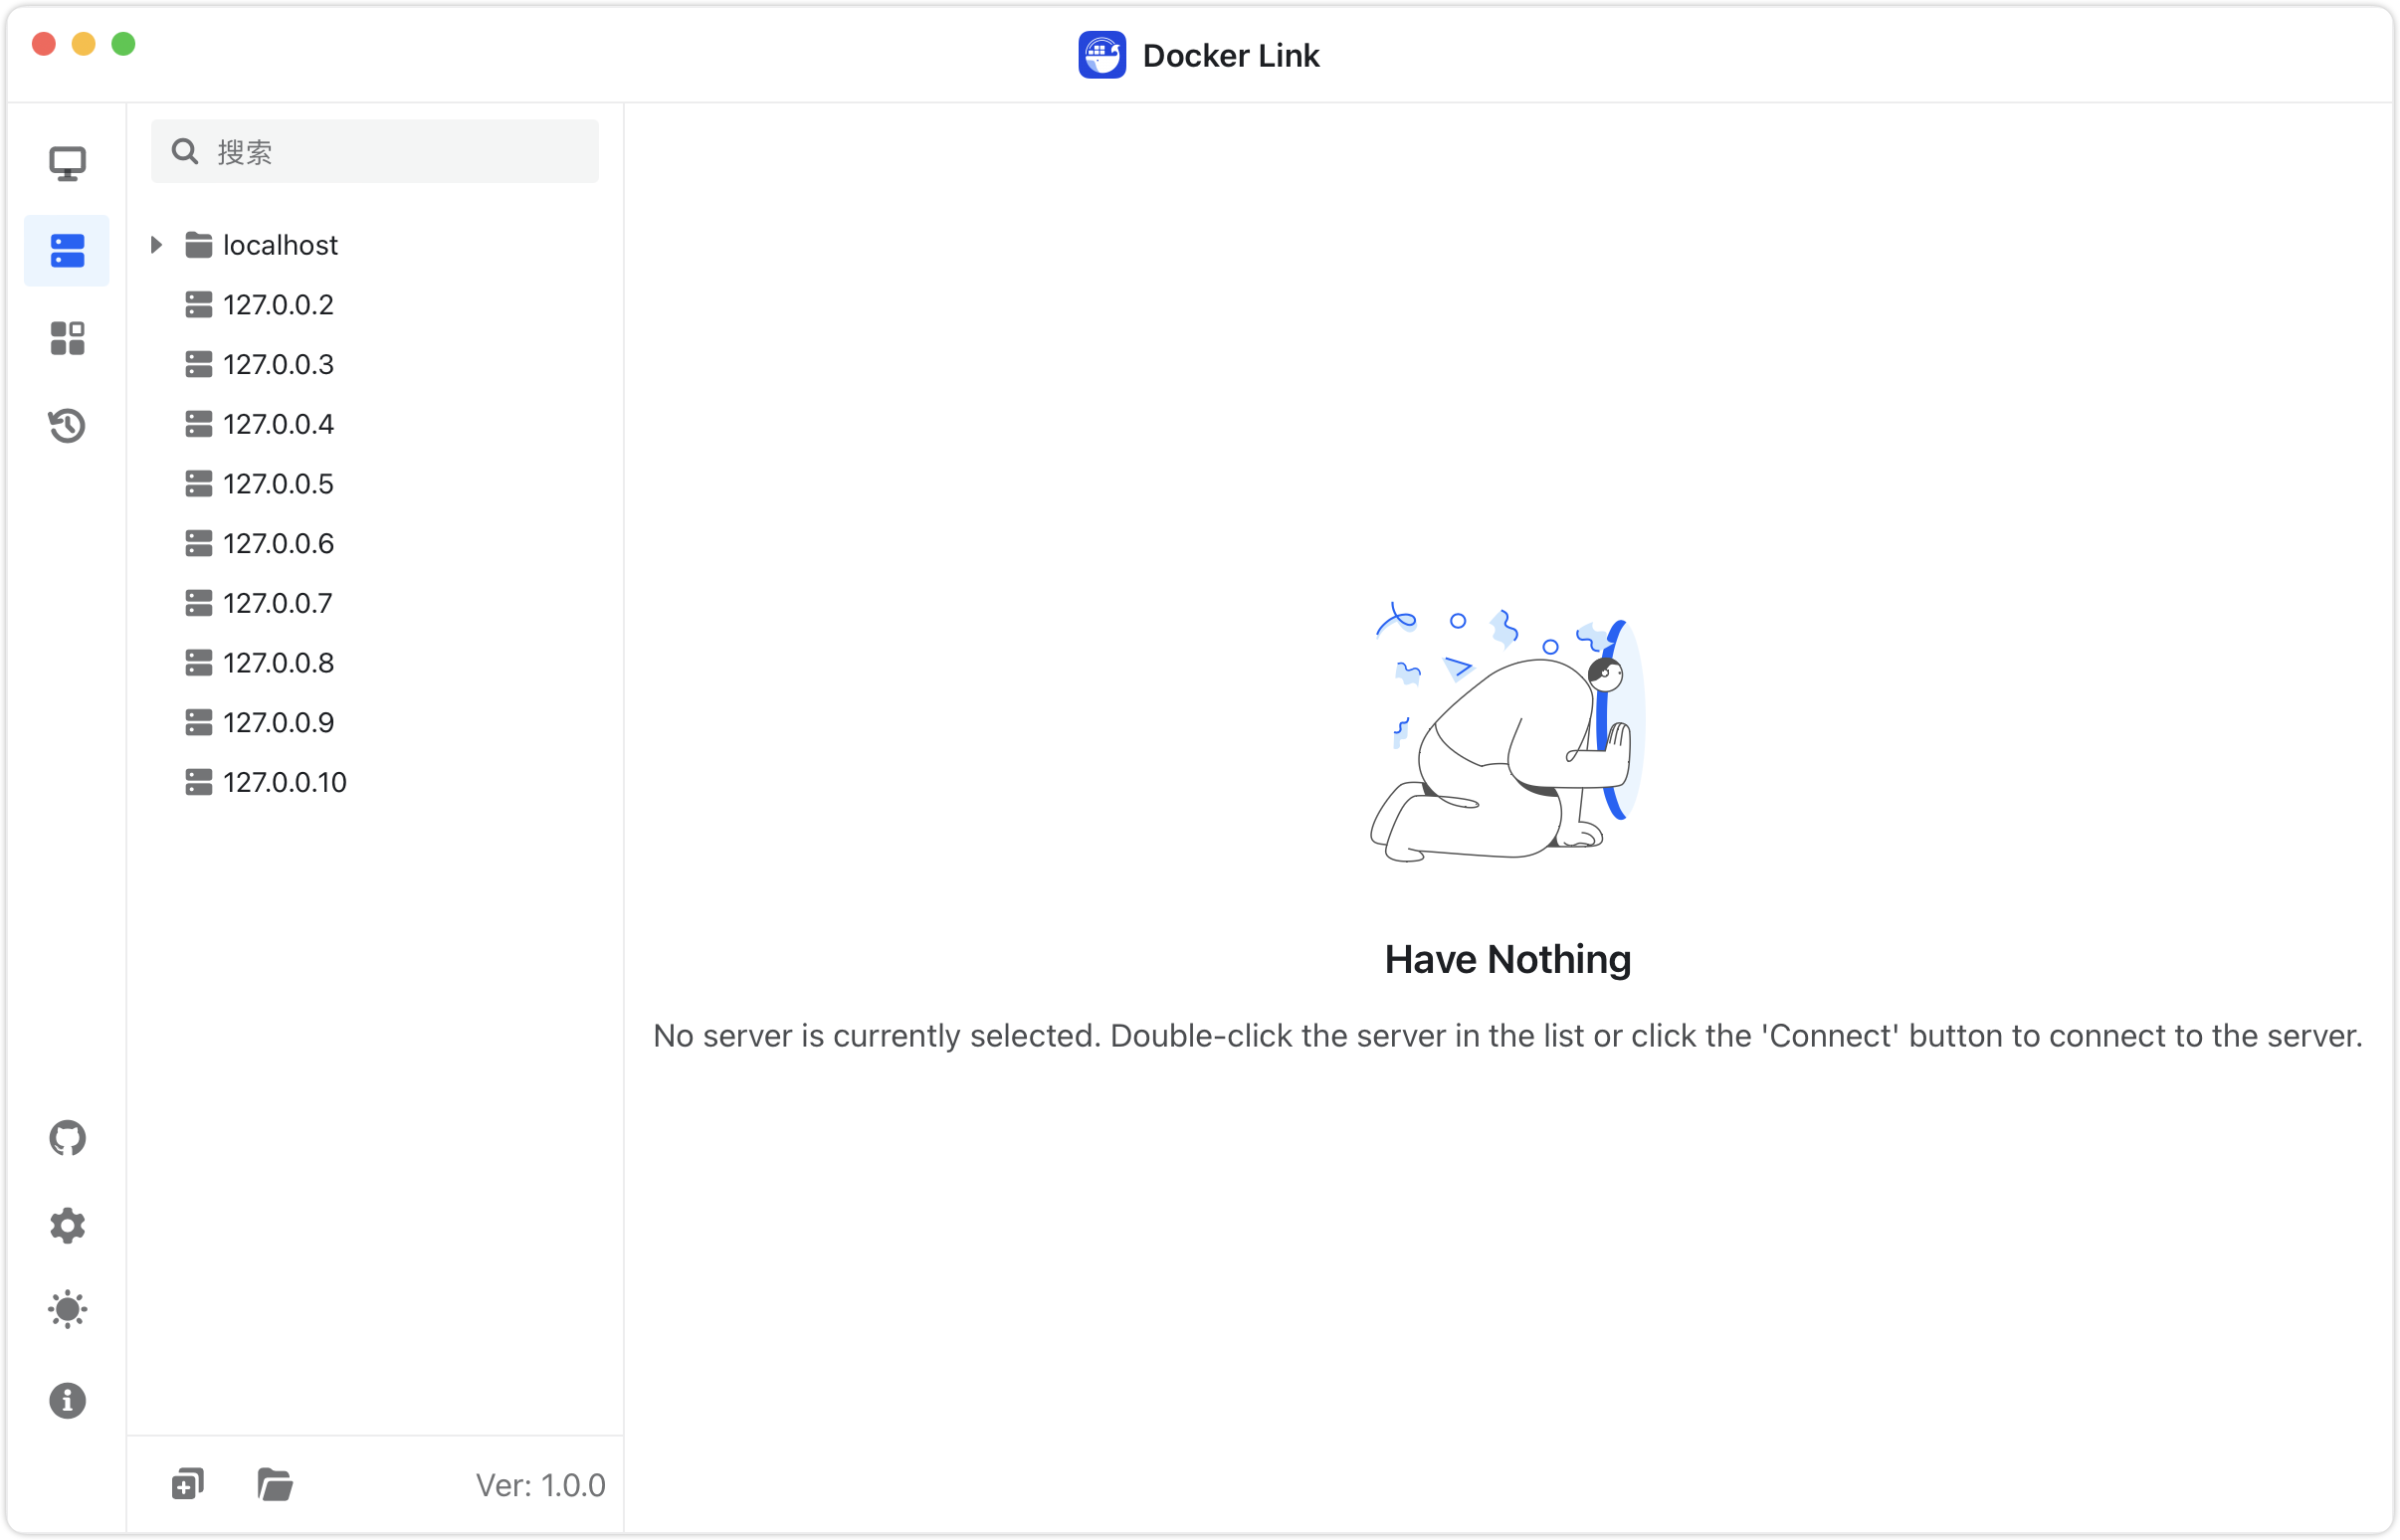 Docker Link
搜索
localhost
127.0.0.2
127.0.0.3
127.0.0.4
127.0.0.5
127.0.0.6
127.0.0.7
127.0.0.8
127.0.0.9
127.0.0.10
Ver: 1.0.0
Have Nothing
No server is currently selected. Double-click the server in the list or click the 'Connect' button to connect to the server.